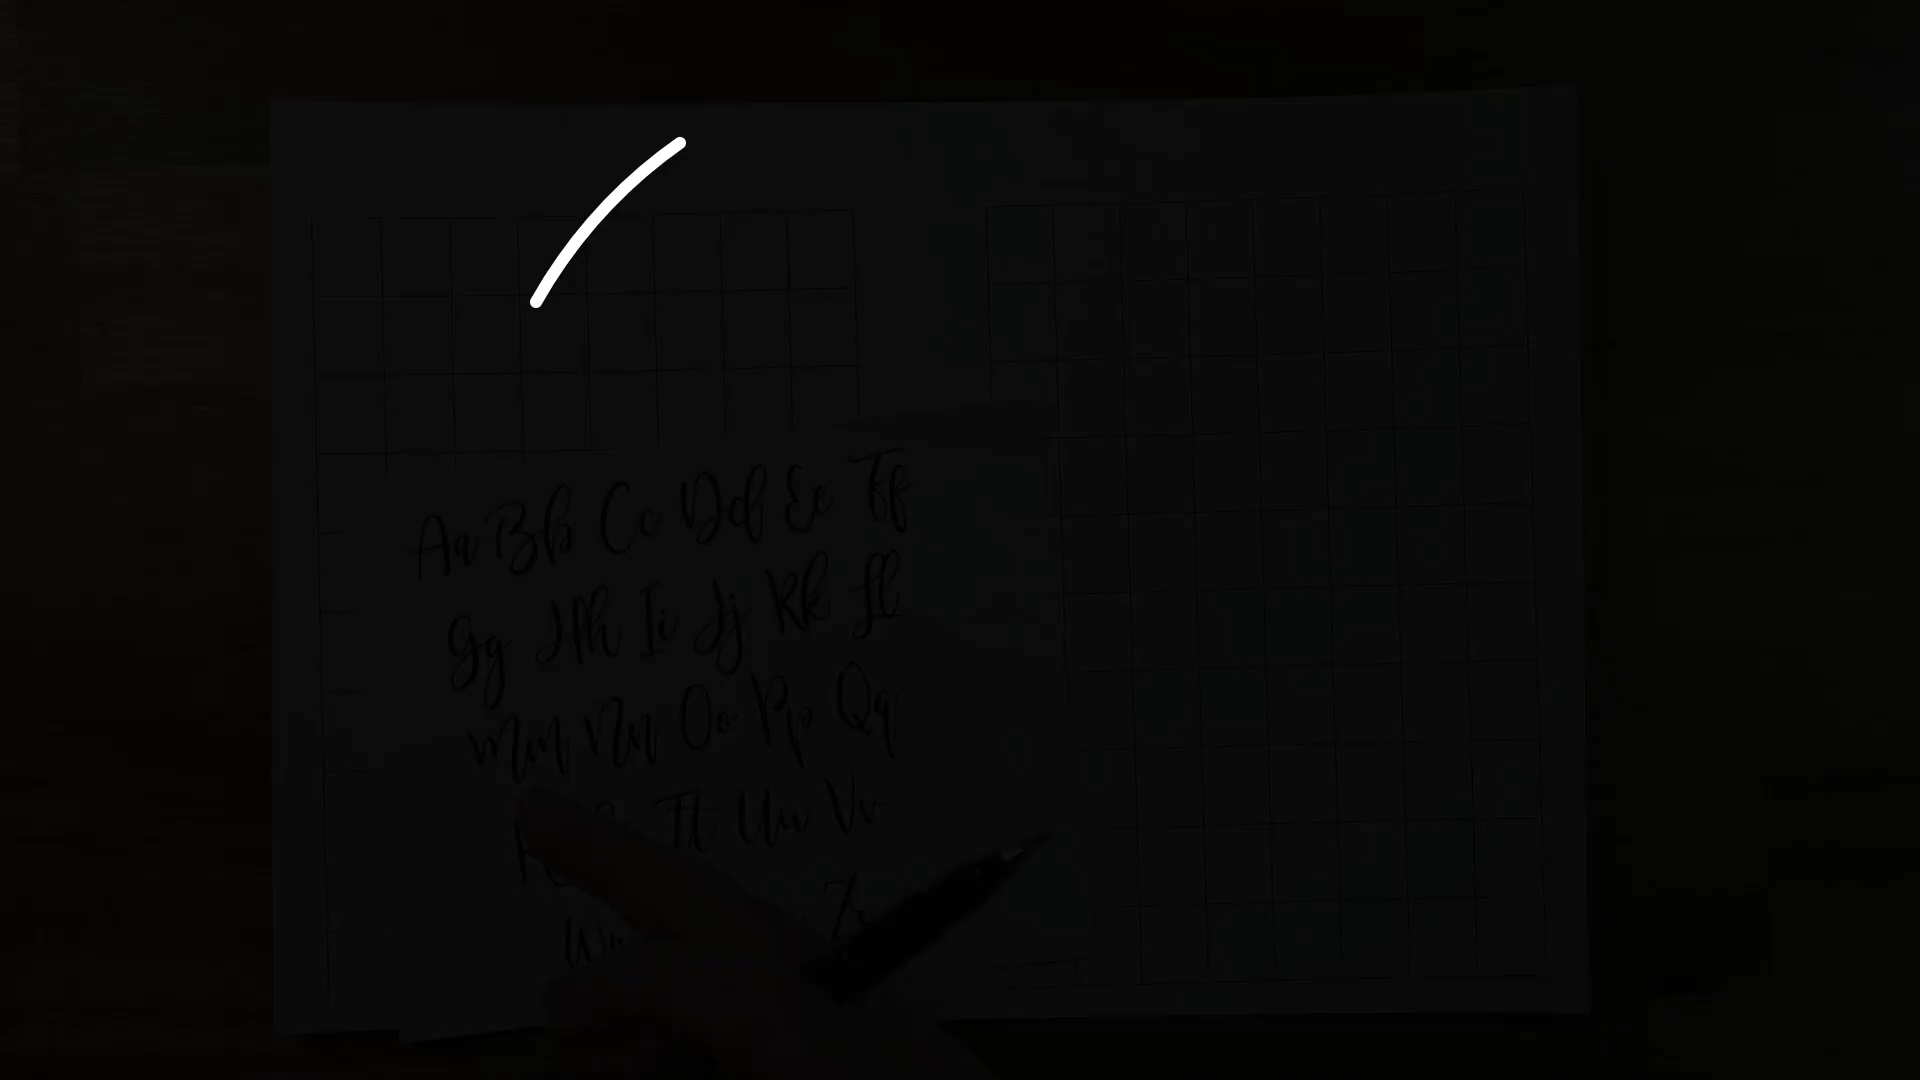 Aa Bb Cc Dd Ee Ff
Gg Hh Ii Jj Kk Ll
Mm Nn Oo Pp Qq
Tt Uu Vv